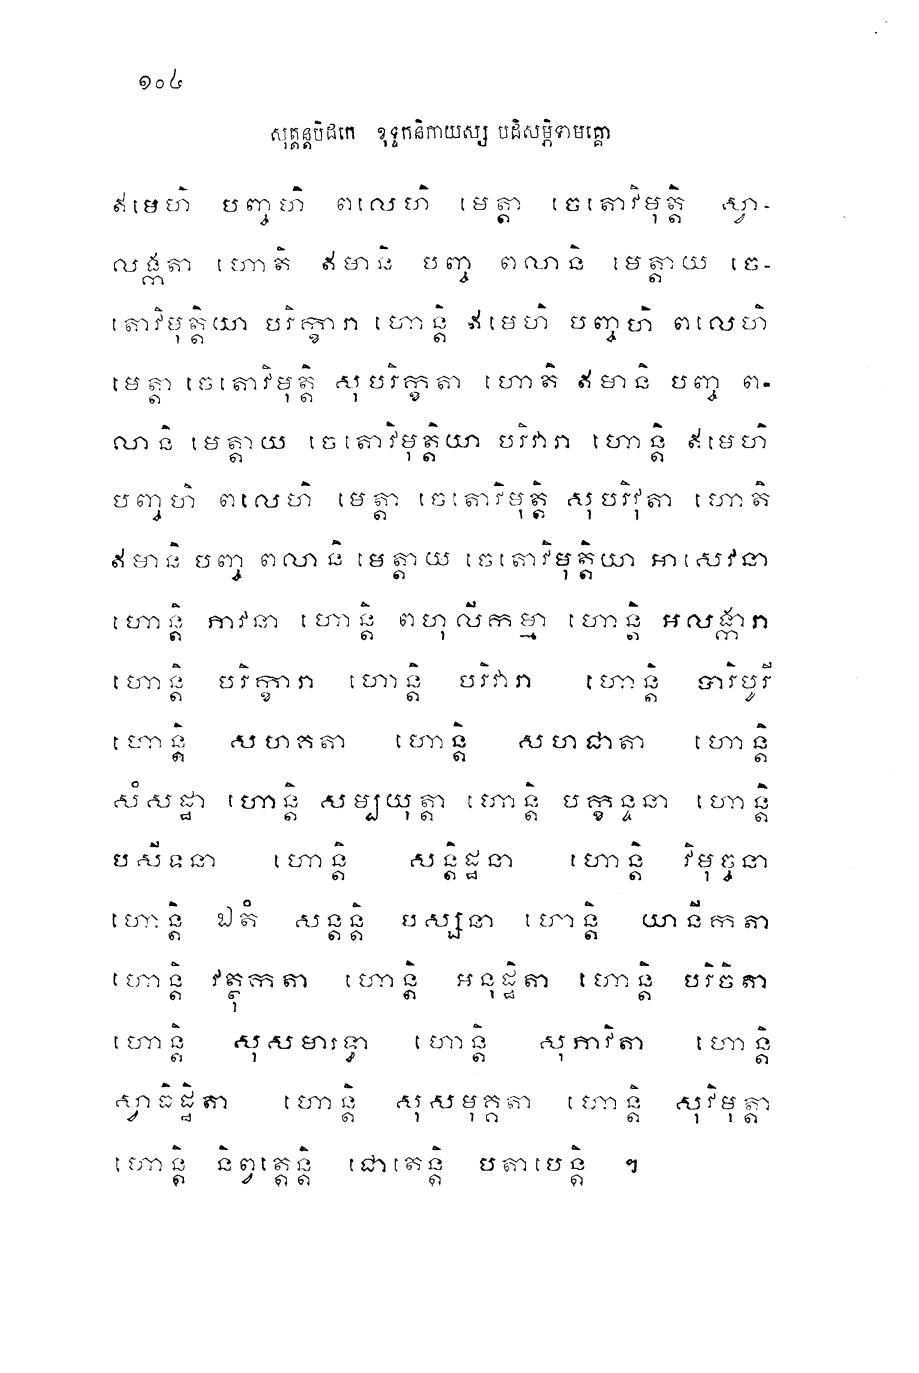 ១០៤
សុត្តន្តបិដកេ ខុទ្ទកនិកាយស្ស បដិសម្ភិទាមគ្គោ
ឥមេហិ បញ្ចហិ ពលេហិ មេត្តា ចេតោវិមុត្តិ ស្វា-
លង្កតា ហោតិ ឥមានិ បញ្ច ពលានិ មេត្តាយ ចេ-
តោវិមុត្តិយា បរិក្ខារា ហោន្តិ ឥមេហិ បញ្ចហិ ពលេហិ
មេត្តា ចេតោវិមុត្តិ សុបរិក្ខតា ហោតិ ឥមានិ បញ្ច ព-
លានិ មេត្តាយ ចេតោវិមុត្តិយា បរិវារា ហោន្តិ ឥមេហិ
បញ្ចហិ ពលេហិ មេត្តា ចេតោវិមុត្តិ សុបរិវុតា ហោតិ
ឥមានិ បញ្ច ពលានិ មេត្តាយ ចេតោវិមុត្តិយា អាសេវនា
ហោន្តិ ភាវនា ហោន្តិ ពហុលីកម្មា ហោន្តិ អលង្ការា
ហោន្តិ បរិក្ខារា ហោន្តិ បរិវារា ហោន្តិ បារិបូរី
ហោន្តិ សហគតា ហោន្តិ សហជាតា ហោន្តិ
សំសដ្ឋា ហោន្តិ សម្បយុត្តា ហោន្តិ បក្ខន្ទនា ហោន្តិ
បសីទនា ហោន្តិ សន្តិដ្ឋនា ហោន្តិ វិមុច្ចនា
ហោន្តិ ឯតំ សន្តន្តិ បស្សនា ហោន្តិ យានីកតា
ហោន្តិ វត្ថុកតា ហោន្តិ អនុដ្ឋិតា ហោន្តិ បរិចិតា
ហោន្តិ សុសមារទ្ធា ហោន្តិ សុភាវិតា ហោន្តិ
ស្វាធិដ្ឋិតា ហោន្តិ សុសមុគ្គតា ហោន្តិ សុវិមុត្តា
ហោន្តិ និព្វត្តេន្តិ ជោតេន្តិ បតាបេន្តិ ។